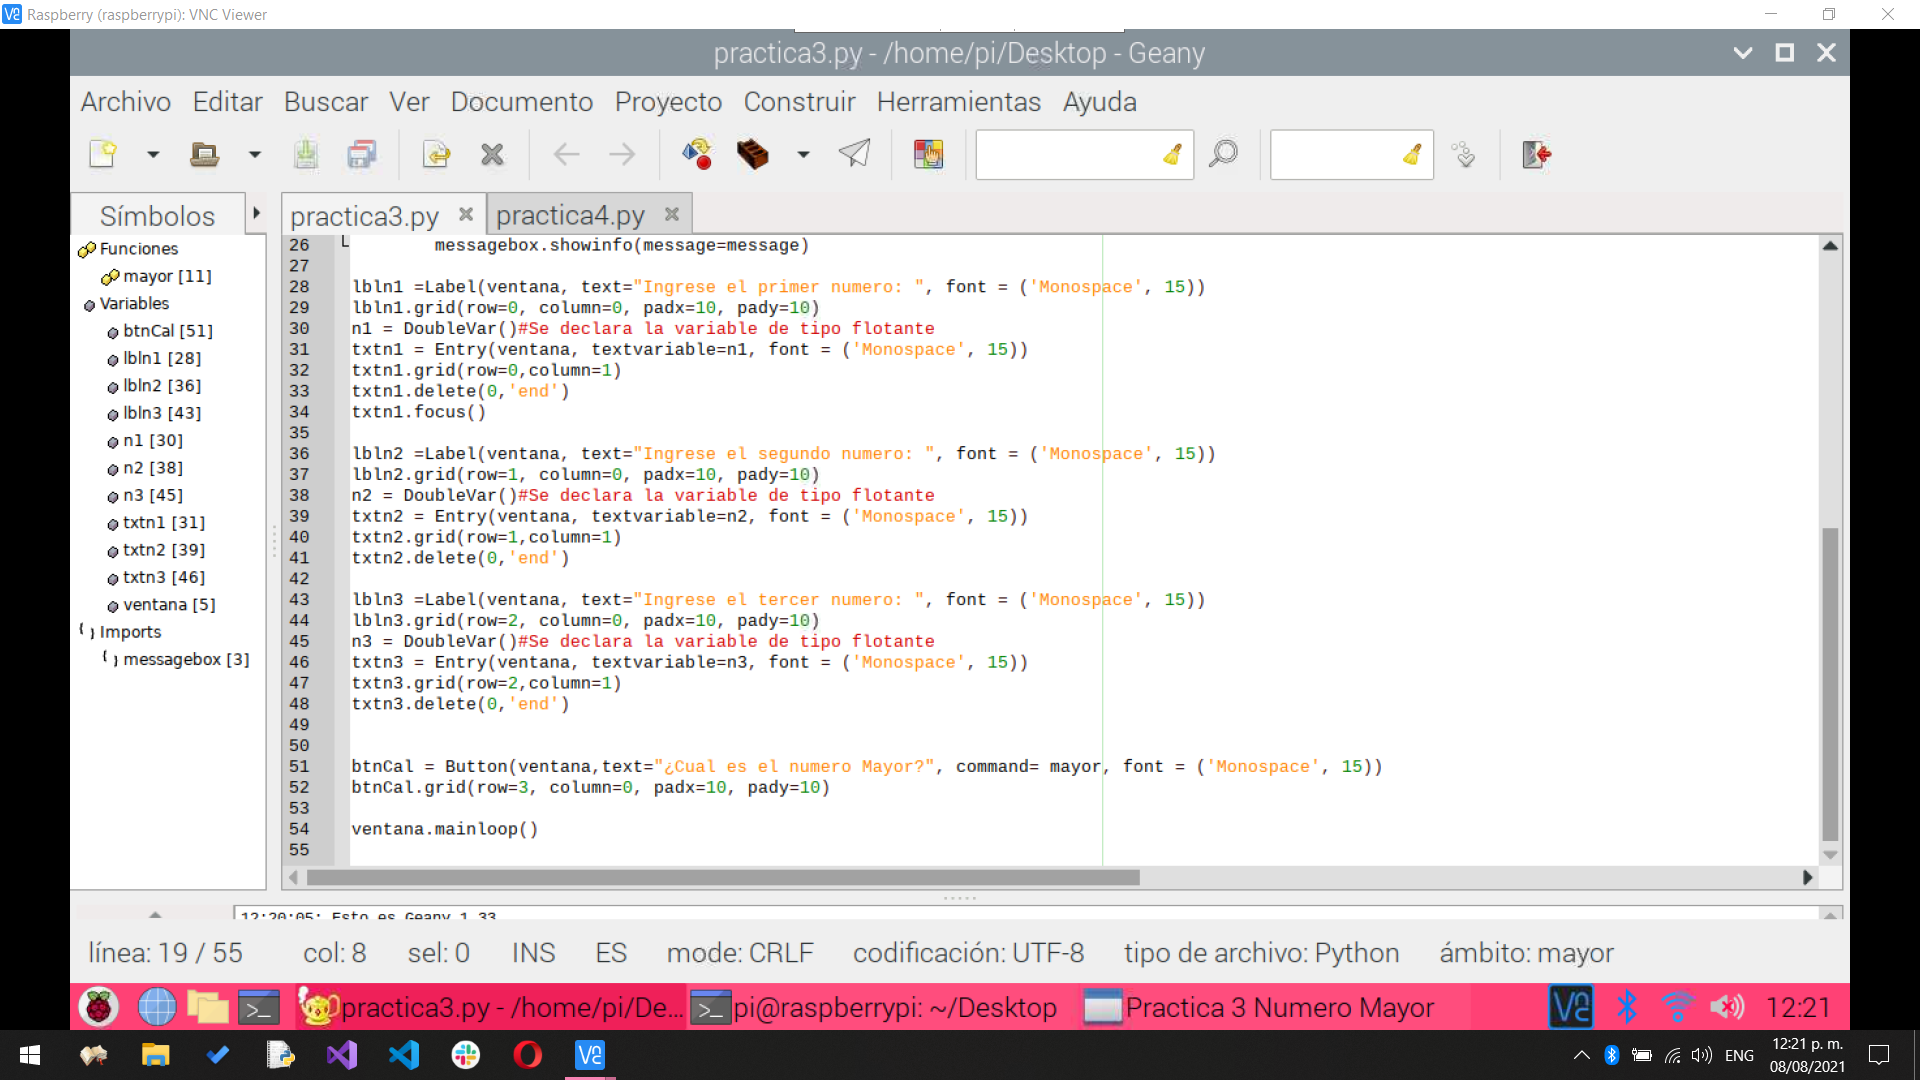 Raspberry (raspberrypi): VNC Viewer
practica3.py - /home/pi/Desktop - Geany
Archivo Editar Buscar Ver Documento Proyecto Construir Herramientas Ayuda
Símbolos
practica3.py
practica4.py
Funciones
mayor [11]
Variables
btnCal [51]
lbln1 [28]
lbln2 [36]
lbln3 [43]
n1 [30]
n2 [38]
n3 [45]
txtn1 [31]
txtn2 [39]
txtn3 [46]
ventana [5]
Imports
messagebox [3]
26 messagebox.showinfo(message=message)
27
28 lbln1 =Label(ventana, text="Ingrese el primer numero: ", font = ('Monospace', 15))
29 lbln1.grid(row=0, column=0, padx=10, pady=10)
30 n1 = DoubleVar()#Se declara la variable de tipo flotante
31 txtn1 = Entry(ventana, textvariable=n1, font = ('Monospace', 15))
32 txtn1.grid(row=0,column=1)
33 txtn1.delete(0,'end')
34 txtn1.focus()
35
36 lbln2 =Label(ventana, text="Ingrese el segundo numero: ", font = ('Monospace', 15))
37 lbln2.grid(row=1, column=0, padx=10, pady=10)
38 n2 = DoubleVar()#Se declara la variable de tipo flotante
39 txtn2 = Entry(ventana, textvariable=n2, font = ('Monospace', 15))
40 txtn2.grid(row=1,column=1)
41 txtn2.delete(0,'end')
42
43 lbln3 =Label(ventana, text="Ingrese el tercer numero: ", font = ('Monospace', 15))
44 lbln3.grid(row=2, column=0, padx=10, pady=10)
45 n3 = DoubleVar()#Se declara la variable de tipo flotante
46 txtn3 = Entry(ventana, textvariable=n3, font = ('Monospace', 15))
47 txtn3.grid(row=2,column=1)
48 txtn3.delete(0,'end')
49
50
51 btnCal = Button(ventana,text="¿Cual es el numero Mayor?", command= mayor, font = ('Monospace', 15))
52 btnCal.grid(row=3, column=0, padx=10, pady=10)
53
54 ventana.mainloop()
55
12:20:05: Esto es Geany 1.33.
línea: 19 / 55 col: 8 sel: 0 INS ES mode: CRLF codificación: UTF-8 tipo de archivo: Python ámbito: mayor
practica3.py - /home/pi/De... pi@raspberrypi: ~/Desktop Practica 3 Numero Mayor 12:21
ENG
12:21 p. m.
08/08/2021